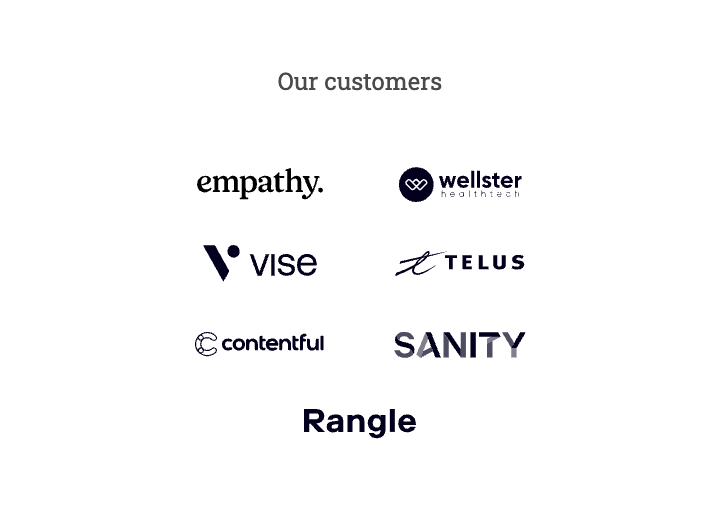 Our customers
empathy.
wellster
healthtech
vise
TELUS
contentful
SANITY
Rangle